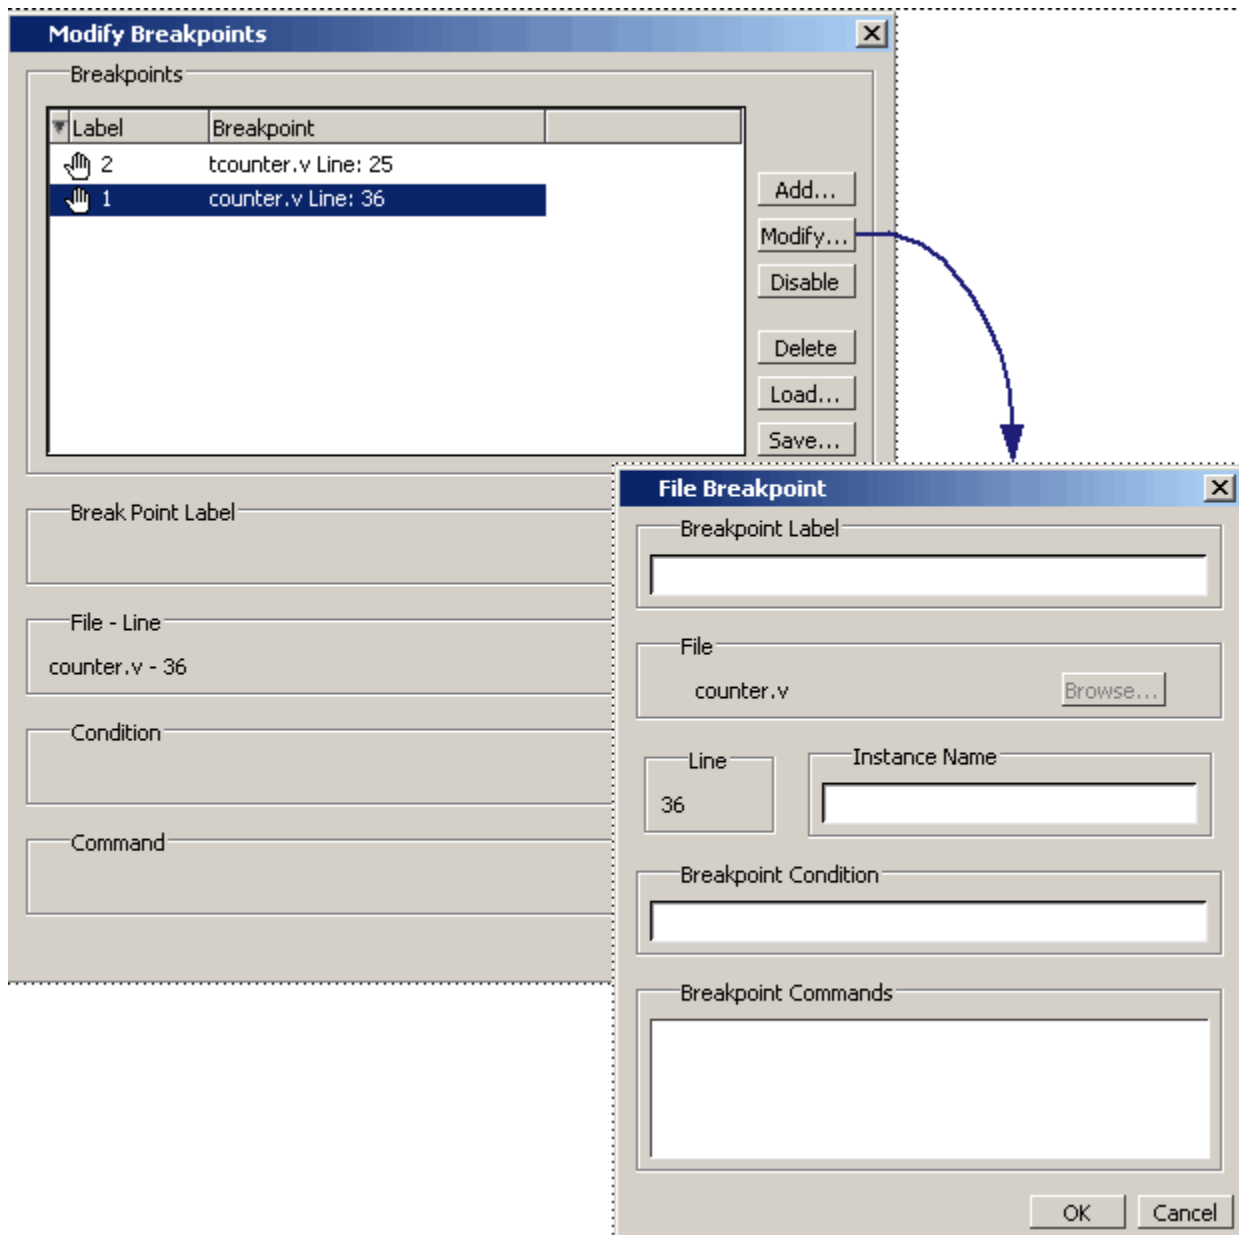 Modify Breakpoints
Breakpoints
Label Breakpoint
2 tcounter.v Line: 25
1 counter.v Line: 36
Add...
Modify...
Disable
Delete
Load...
Save...
Break Point Label
File - Line
counter.v - 36
Condition
Command
File Breakpoint
Breakpoint Label
File
counter.v Browse...
Line Instance Name
36
Breakpoint Condition
Breakpoint Commands
OK Cancel